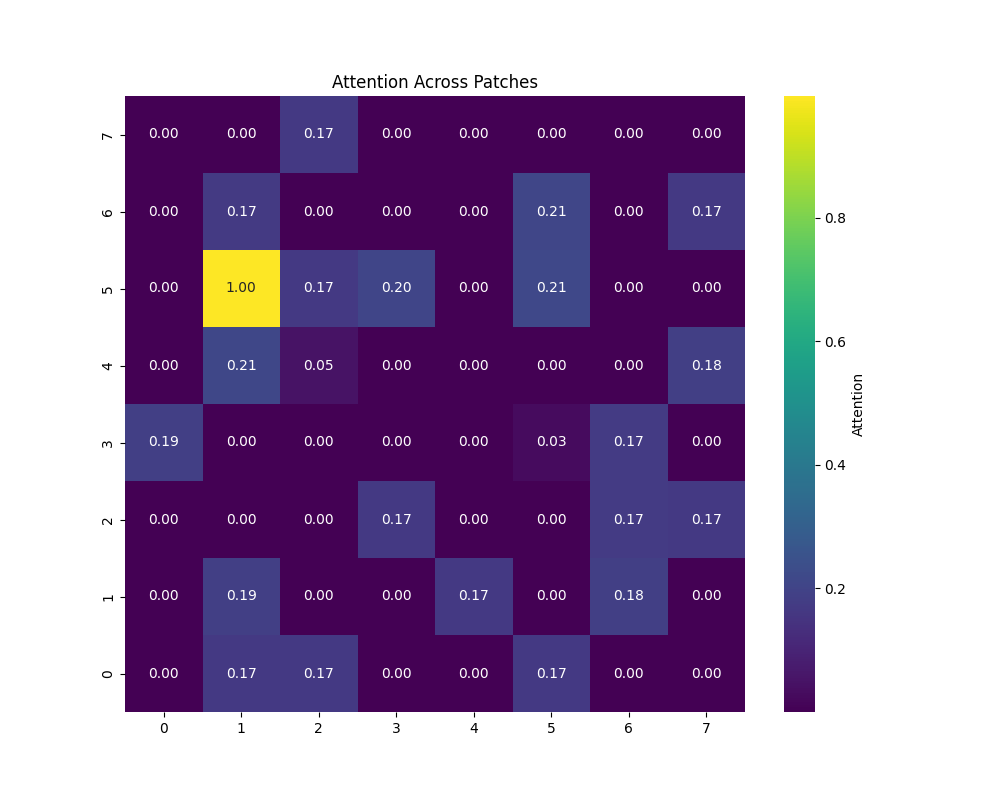 Attention Across Patches
7 0.00 0.00 0.17 0.00 0.00 0.00 0.00 0.00
6 0.00 0.17 0.00 0.00 0.00 0.21 0.00 0.17
5 0.00 1.00 0.17 0.20 0.00 0.21 0.00 0.00
4 0.00 0.21 0.05 0.00 0.00 0.00 0.00 0.18
3 0.19 0.00 0.00 0.00 0.00 0.03 0.17 0.00
2 0.00 0.00 0.00 0.17 0.00 0.00 0.17 0.17
1 0.00 0.19 0.00 0.00 0.17 0.00 0.18 0.00
0 0.00 0.17 0.17 0.00 0.00 0.17 0.00 0.00
0 1 2 3 4 5 6 7
0.8
0.6
0.4
0.2
Attention